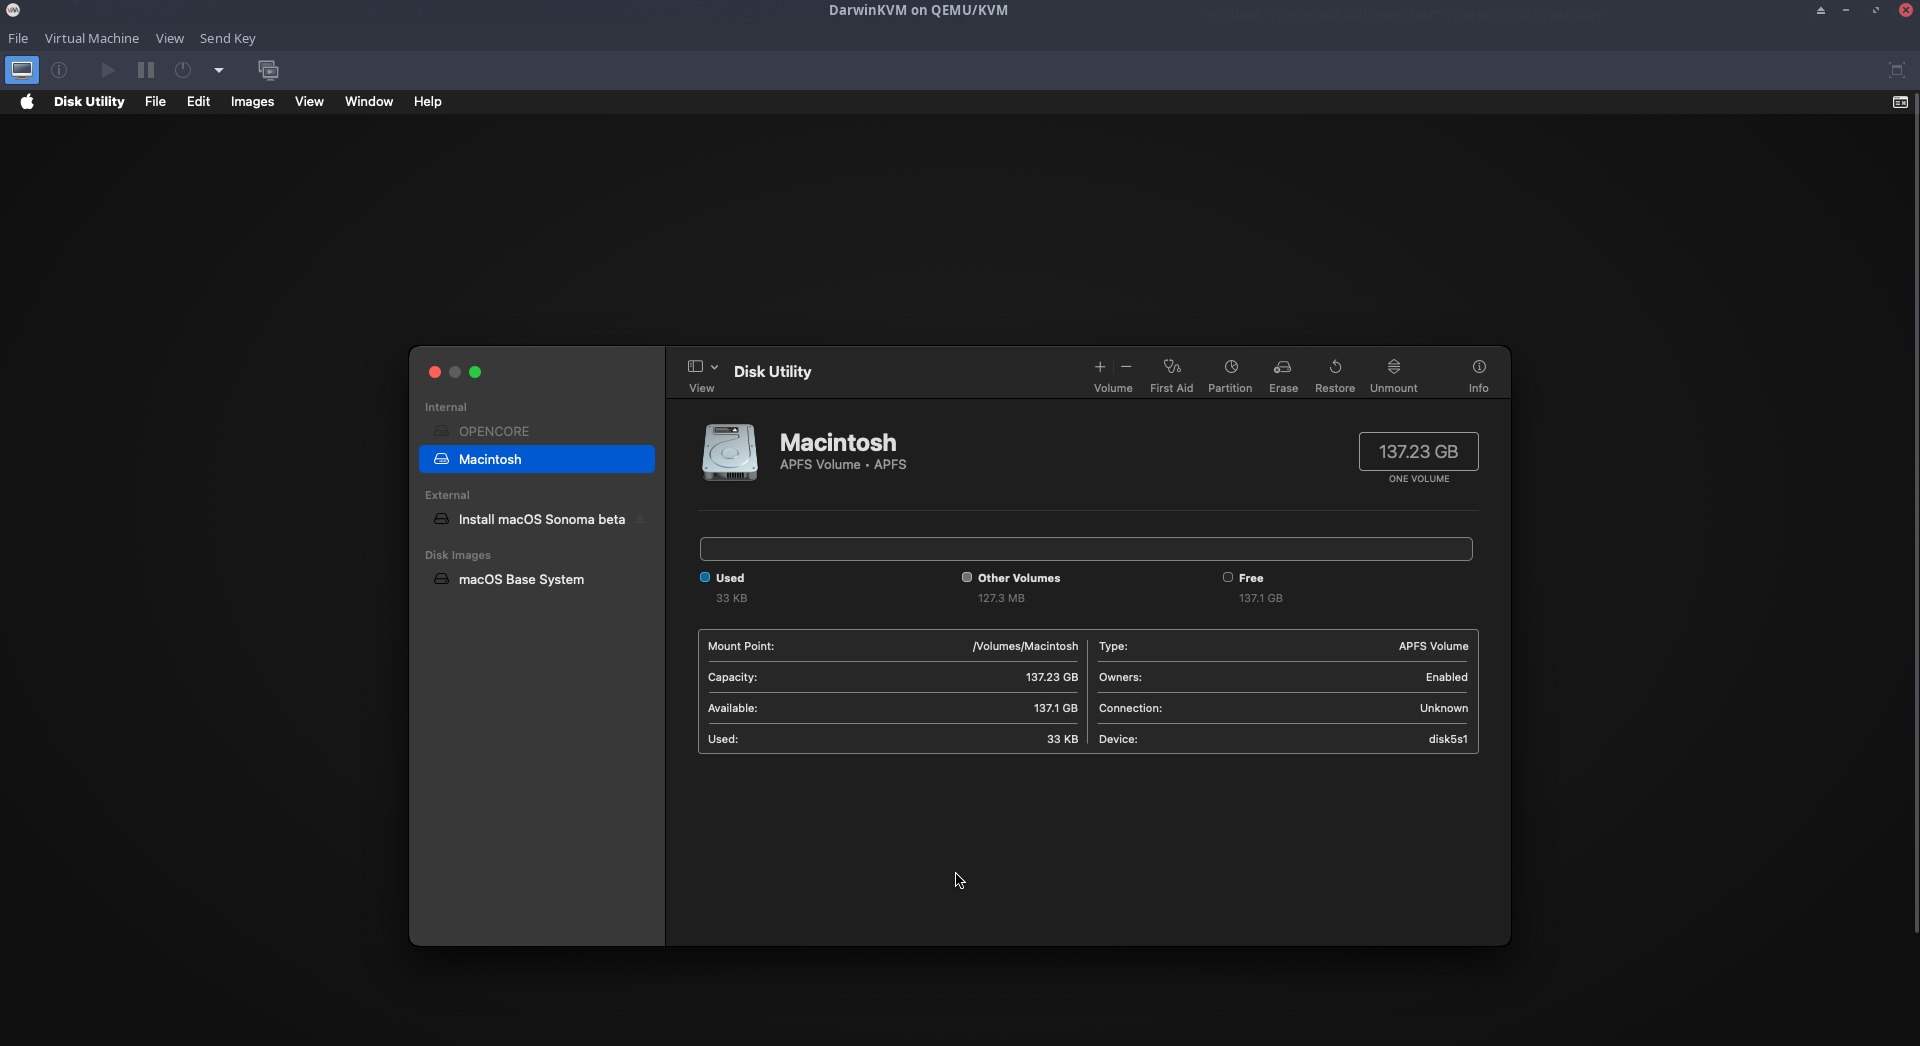 DarwinKVM on QEMU/KVM
File Virtual Machine View Send Key
Disk Utility File Edit Images View Window Help
View Disk Utility Volume First Aid Partition Erase Restore Unmount Info
Internal
OPENCORE
Macintosh
External
Install macOS Sonoma beta
Disk Images
macOS Base System
Macintosh
APFS Volume • APFS
137.23 GB
ONE VOLUME
Used
33 KB
Other Volumes
127.3 MB
Free
137.1 GB
Mount Point: /Volumes/Macintosh
Capacity: 137.23 GB
Available: 137.1 GB
Used: 33 KB
Type: APFS Volume
Owners: Enabled
Connection: Unknown
Device: disk5s1